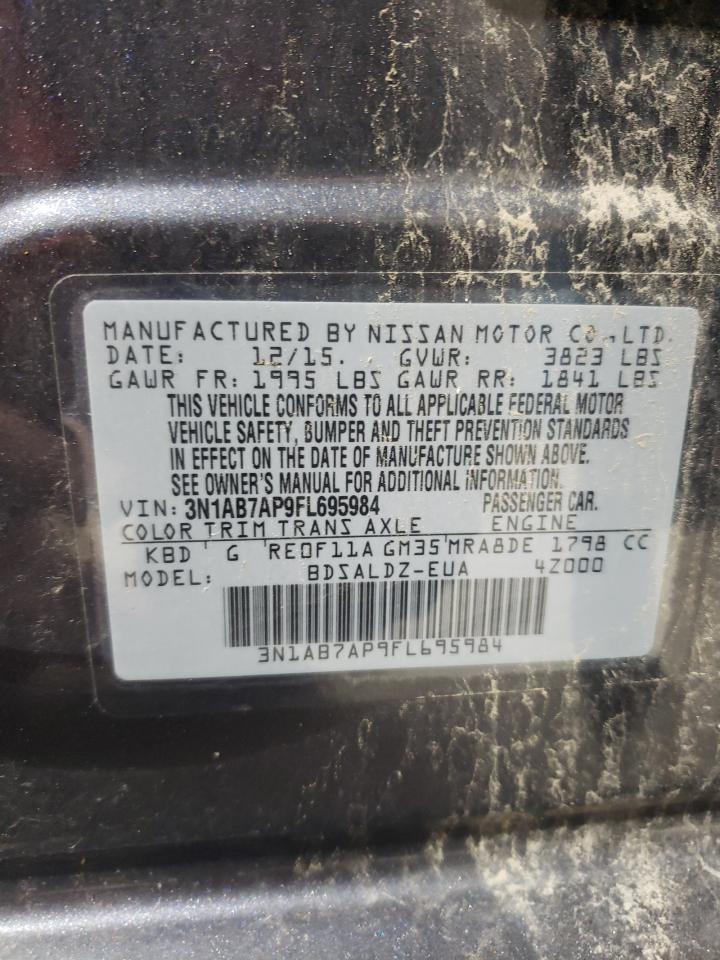 MANUFACTURED BY NISSAN MOTOR CO.,LTD.
DATE: 12/15. GVWR: 3823 LBS
GAWR FR: 1995 LBS GAWR RR: 1841 LBS
THIS VEHICLE CONFORMS TO ALL APPLICABLE FEDERAL MOTOR
VEHICLE SAFETY, BUMPER AND THEFT PREVENTION STANDARDS
IN EFFECT ON THE DATE OF MANUFACTURE SHOWN ABOVE.
SEE OWNER'S MANUAL FOR ADDITIONAL INFORMATION.
VIN: 3N1AB7AP9FL695984 PASSENGER CAR.
COLOR TRIM TRANS AXLE ENGINE
KBD G RE0F11A GM35 MRA8DE 1798 CC
MODEL: BDSALDZ-EUA 4Z000
3N1AB7AP9FL695984